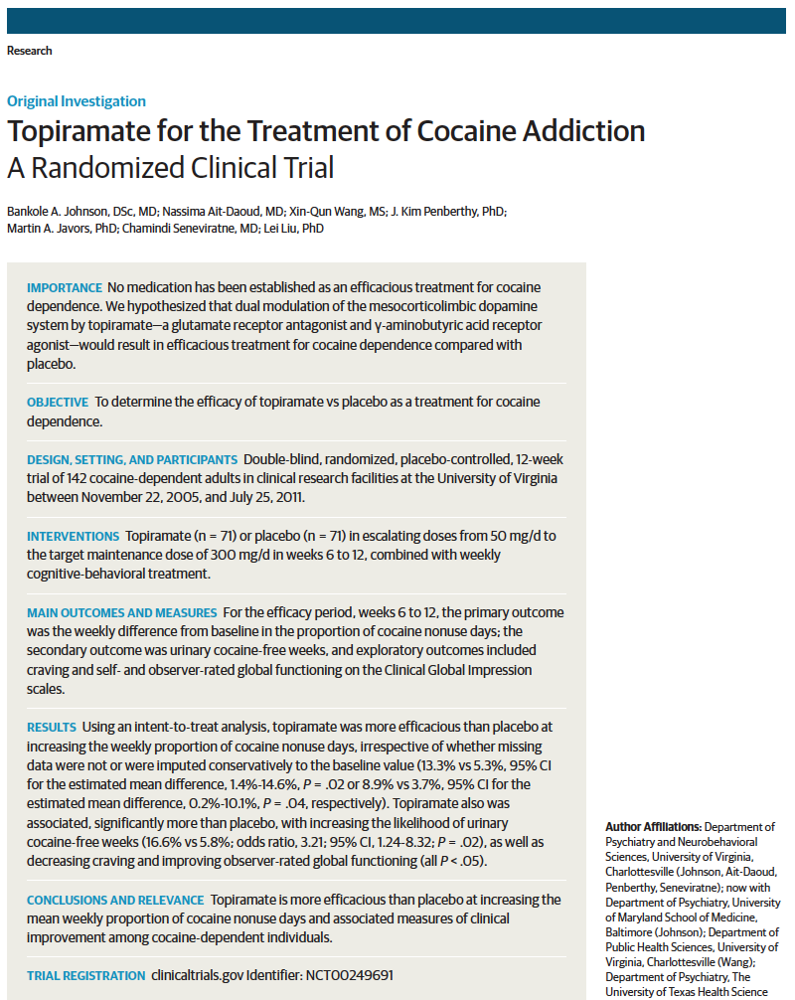 Research
Original Investigation
Topiramate for the Treatment of Cocaine Addiction
A Randomized Clinical Trial
Bankole A. Johnson, DSc, MD; Nassima Ait-Daoud, MD; Xin-Qun Wang, MS; J. Kim Penberthy, PhD;
Martin A. Javors, PhD; Chamindi Seneviratne, MD; Lei Liu, PhD
IMPORTANCE No medication has been established as an efficacious treatment for cocaine
dependence. We hypothesized that dual modulation of the mesocorticolimbic dopamine
system by topiramate—a glutamate receptor antagonist and γ-aminobutyric acid receptor
agonist—would result in efficacious treatment for cocaine dependence compared with
placebo.
OBJECTIVE To determine the efficacy of topiramate vs placebo as a treatment for cocaine
dependence.
DESIGN, SETTING, AND PARTICIPANTS Double-blind, randomized, placebo-controlled, 12-week
trial of 142 cocaine-dependent adults in clinical research facilities at the University of Virginia
between November 22, 2005, and July 25, 2011.
INTERVENTIONS Topiramate (n = 71) or placebo (n = 71) in escalating doses from 50 mg/d to
the target maintenance dose of 300 mg/d in weeks 6 to 12, combined with weekly
cognitive-behavioral treatment.
MAIN OUTCOMES AND MEASURES For the efficacy period, weeks 6 to 12, the primary outcome
was the weekly difference from baseline in the proportion of cocaine nonuse days; the
secondary outcome was urinary cocaine-free weeks, and exploratory outcomes included
craving and self- and observer-rated global functioning on the Clinical Global Impression
scales.
RESULTS Using an intent-to-treat analysis, topiramate was more efficacious than placebo at
increasing the weekly proportion of cocaine nonuse days, irrespective of whether missing
data were not or were imputed conservatively to the baseline value (13.3% vs 5.3%, 95% CI
for the estimated mean difference, 1.4%-14.6%, P = .02 or 8.9% vs 3.7%, 95% CI for the
estimated mean difference, 0.2%-10.1%, P = .04, respectively). Topiramate also was
associated, significantly more than placebo, with increasing the likelihood of urinary
cocaine-free weeks (16.6% vs 5.8%; odds ratio, 3.21; 95% CI, 1.24-8.32; P = .02), as well as
decreasing craving and improving observer-rated global functioning (all P < .05).
CONCLUSIONS AND RELEVANCE Topiramate is more efficacious than placebo at increasing the
mean weekly proportion of cocaine nonuse days and associated measures of clinical
improvement among cocaine-dependent individuals.
TRIAL REGISTRATION clinicaltrials.gov Identifier: NCT00249691
Author Affiliations: Department of
Psychiatry and Neurobehavioral
Sciences, University of Virginia,
Charlottesville (Johnson, Ait-Daoud,
Penberthy, Seneviratne); now with
Department of Psychiatry, University
of Maryland School of Medicine,
Baltimore (Johnson); Department of
Public Health Sciences, University of
Virginia, Charlottesville (Wang);
Department of Psychiatry, The
University of Texas Health Science